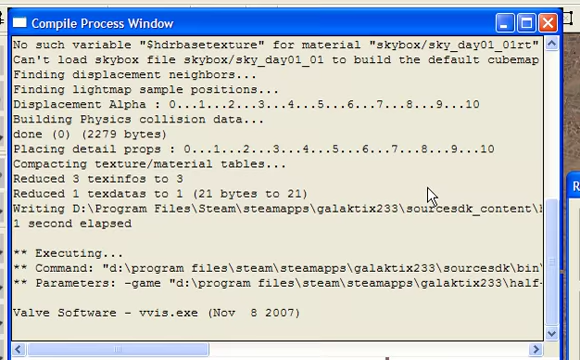 Compile Process Window
No such variable "$hdrbasetexture" for material "skybox/sky_day01_01rt"
Can't load skybox file skybox/sky_day01_01 to build the default cubemap
Finding displacement neighbors...
Finding lightmap sample positions...
Displacement Alpha : 0...1...2...3...4...5...6...7...8...9...10
Building Physics collision data...
done (0) (2279 bytes)
Placing detail props : 0...1...2...3...4...5...6...7...8...9...10
Compacting texture/material tables...
Reduced 3 texinfos to 3
Reduced 1 texdatas to 1 (21 bytes to 21)
Writing D:\Program Files\Steam\steamapps\galaktix233\sourcesdk_content\h
1 second elapsed
** Executing...
** Command: "d:\program files\steam\steamapps\galaktix233\sourcesdk\bin\
** Parameters: -game "d:\program files\steam\steamapps\galaktix233\half-
Valve Software - vvis.exe (Nov  8 2007)
R